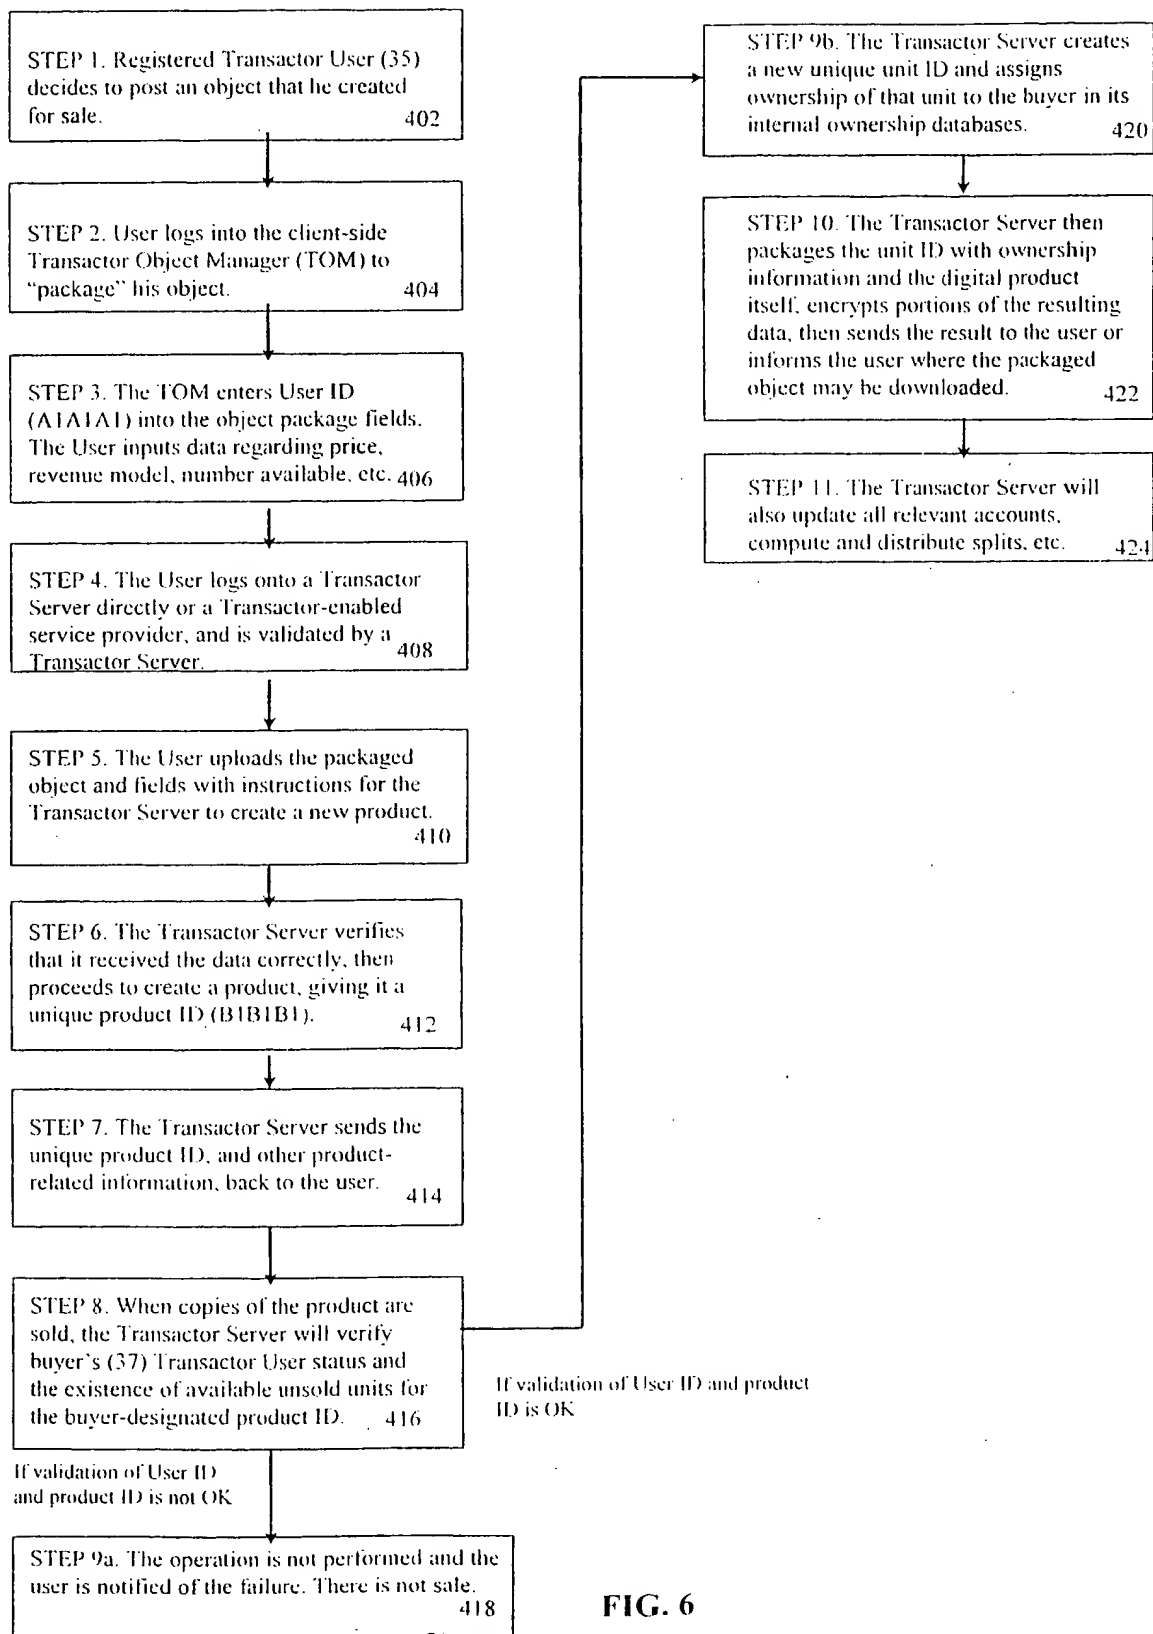 STEP 1. Registered Transactor User (35)
decides to post an object that he created
for sale. 402
STEP 2. User logs into the client-side
Transactor Object Manager (TOM) to
“package” his object. 404
STEP 3. The TOM enters User ID
(A1A1A1) into the object package fields.
The User inputs data regarding price,
revenue model, number available, etc. 406
STEP 4. The User logs onto a Transactor
Server directly or a Transactor-enabled
service provider, and is validated by a
Transactor Server. 408
STEP 5. The User uploads the packaged
object and fields with instructions for the
Transactor Server to create a new product.
410
STEP 6. The Transactor Server verifies
that it received the data correctly, then
proceeds to create a product, giving it a
unique product ID (B1B1B1). 412
STEP 7. The Transactor Server sends the
unique product ID, and other product-
related information, back to the user.
414
STEP 8. When copies of the product are
sold, the Transactor Server will verify
buyer's (37) Transactor User status and
the existence of available unsold units for
the buyer-designated product ID. 416
If validation of User ID
and product ID is not OK
STEP 9a. The operation is not performed and the
user is notified of the failure. There is not sale.
418
If validation of User ID and product
ID is OK
STEP 9b. The Transactor Server creates
a new unique unit ID and assigns
ownership of that unit to the buyer in its
internal ownership databases. 420
STEP 10. The Transactor Server then
packages the unit ID with ownership
information and the digital product
itself, encrypts portions of the resulting
data, then sends the result to the user or
informs the user where the packaged
object may be downloaded. 422
STEP 11. The Transactor Server will
also update all relevant accounts,
compute and distribute splits, etc. 424
FIG. 6